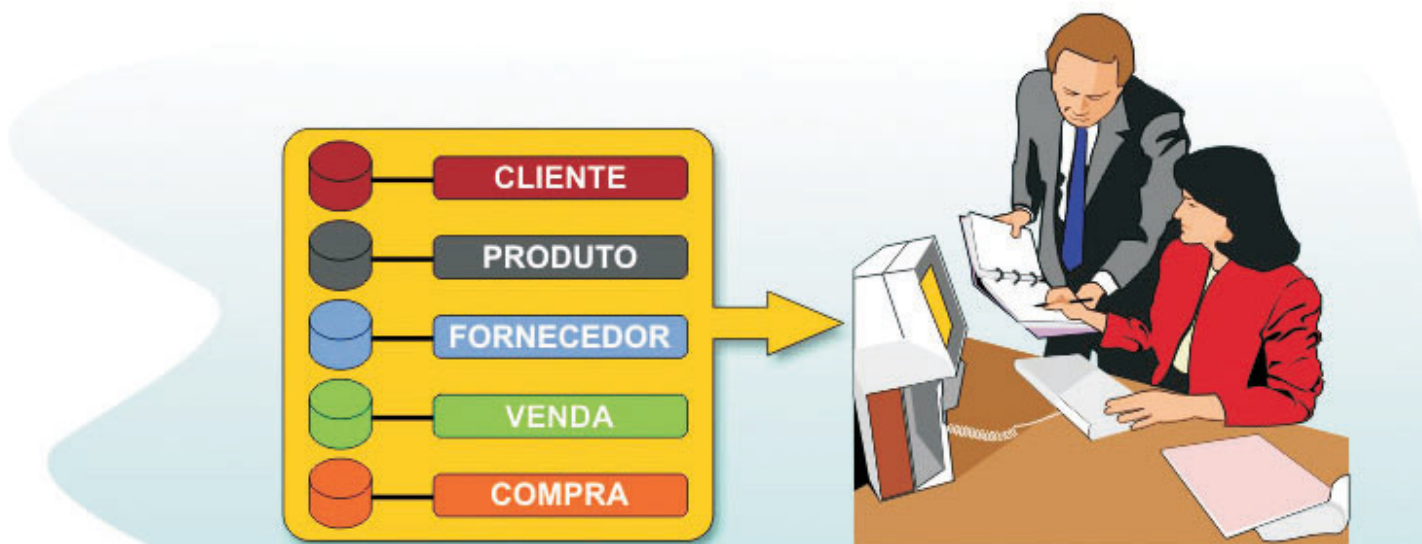 CLIENTE
PRODUTO
FORNECEDOR
VENDA
COMPRA